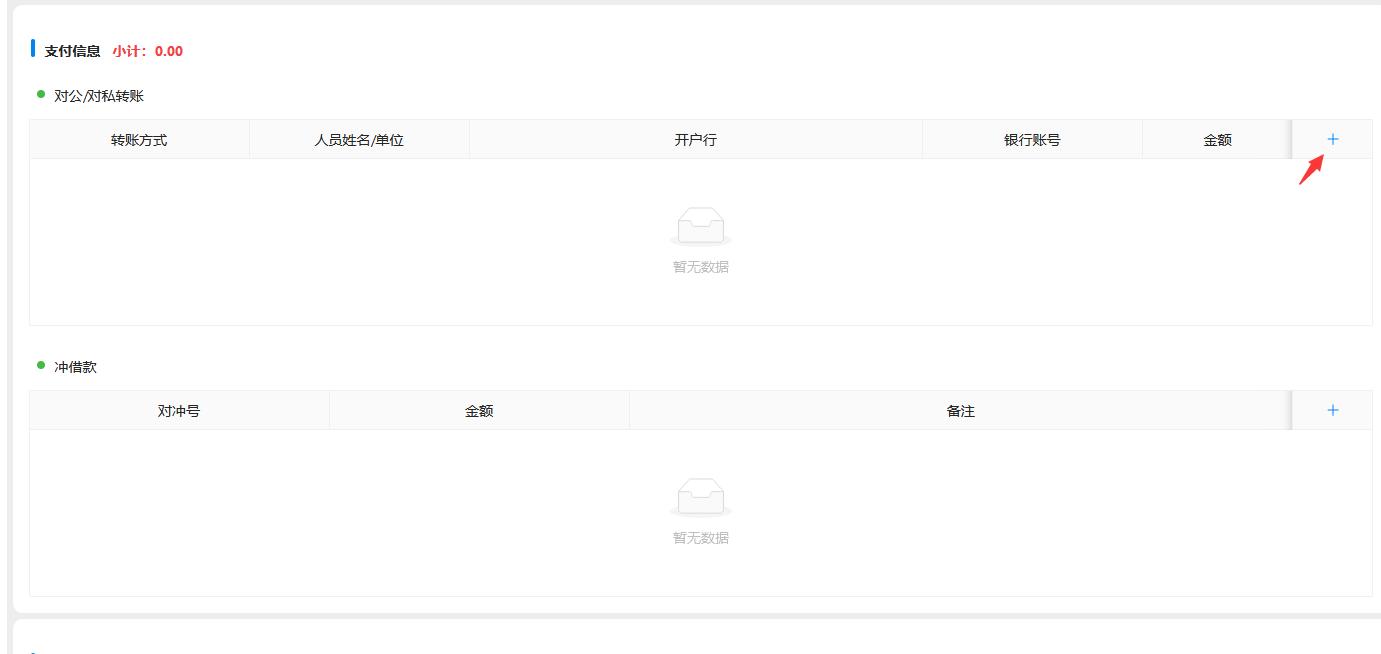 支付信息 小计：0.00
对公/对私转账
转账方式 人员姓名/单位 开户行 银行账号 金额 +
暂无数据
冲借款
对冲号 金额 备注 +
暂无数据